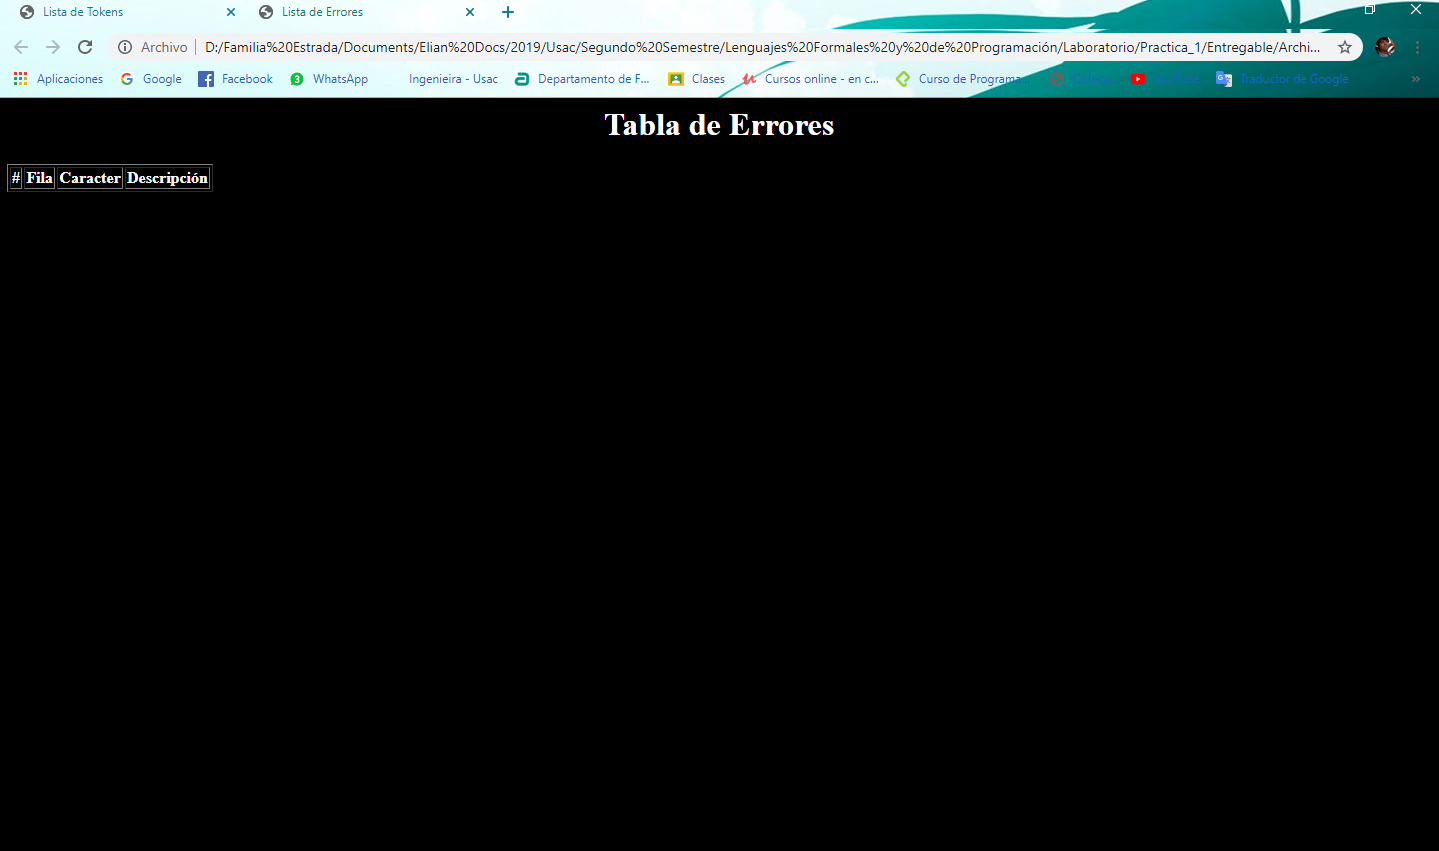 Lista de Tokens
Lista de Errores
Archivo | D:/Familia%20Estrada/Documents/Elian%20Docs/2019/Usac/Segundo%20Semestre/Lenguajes%20Formales%20y%20de%20Programación/Laboratorio/Practica_1/Entregable/Archi...
Aplicaciones Google Facebook WhatsApp Ingenieira - Usac Departamento de F... Clases Cursos online - en c... Curso de Programa YouTube Traductor de Google »
Tabla de Errores
# Fila Caracter Descripción